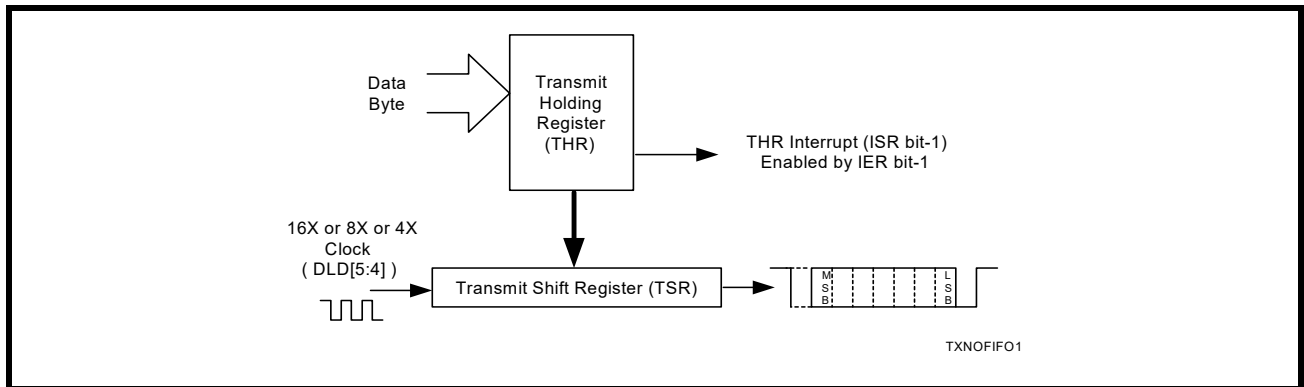 Data
Byte
Transmit
Holding
Register
(THR)
THR Interrupt (ISR bit-1)
Enabled by IER bit-1
16X or 8X or 4X
Clock
( DLD[5:4] )
Transmit Shift Register (TSR)
M
S
B
L
S
B
TXNOFIFO1